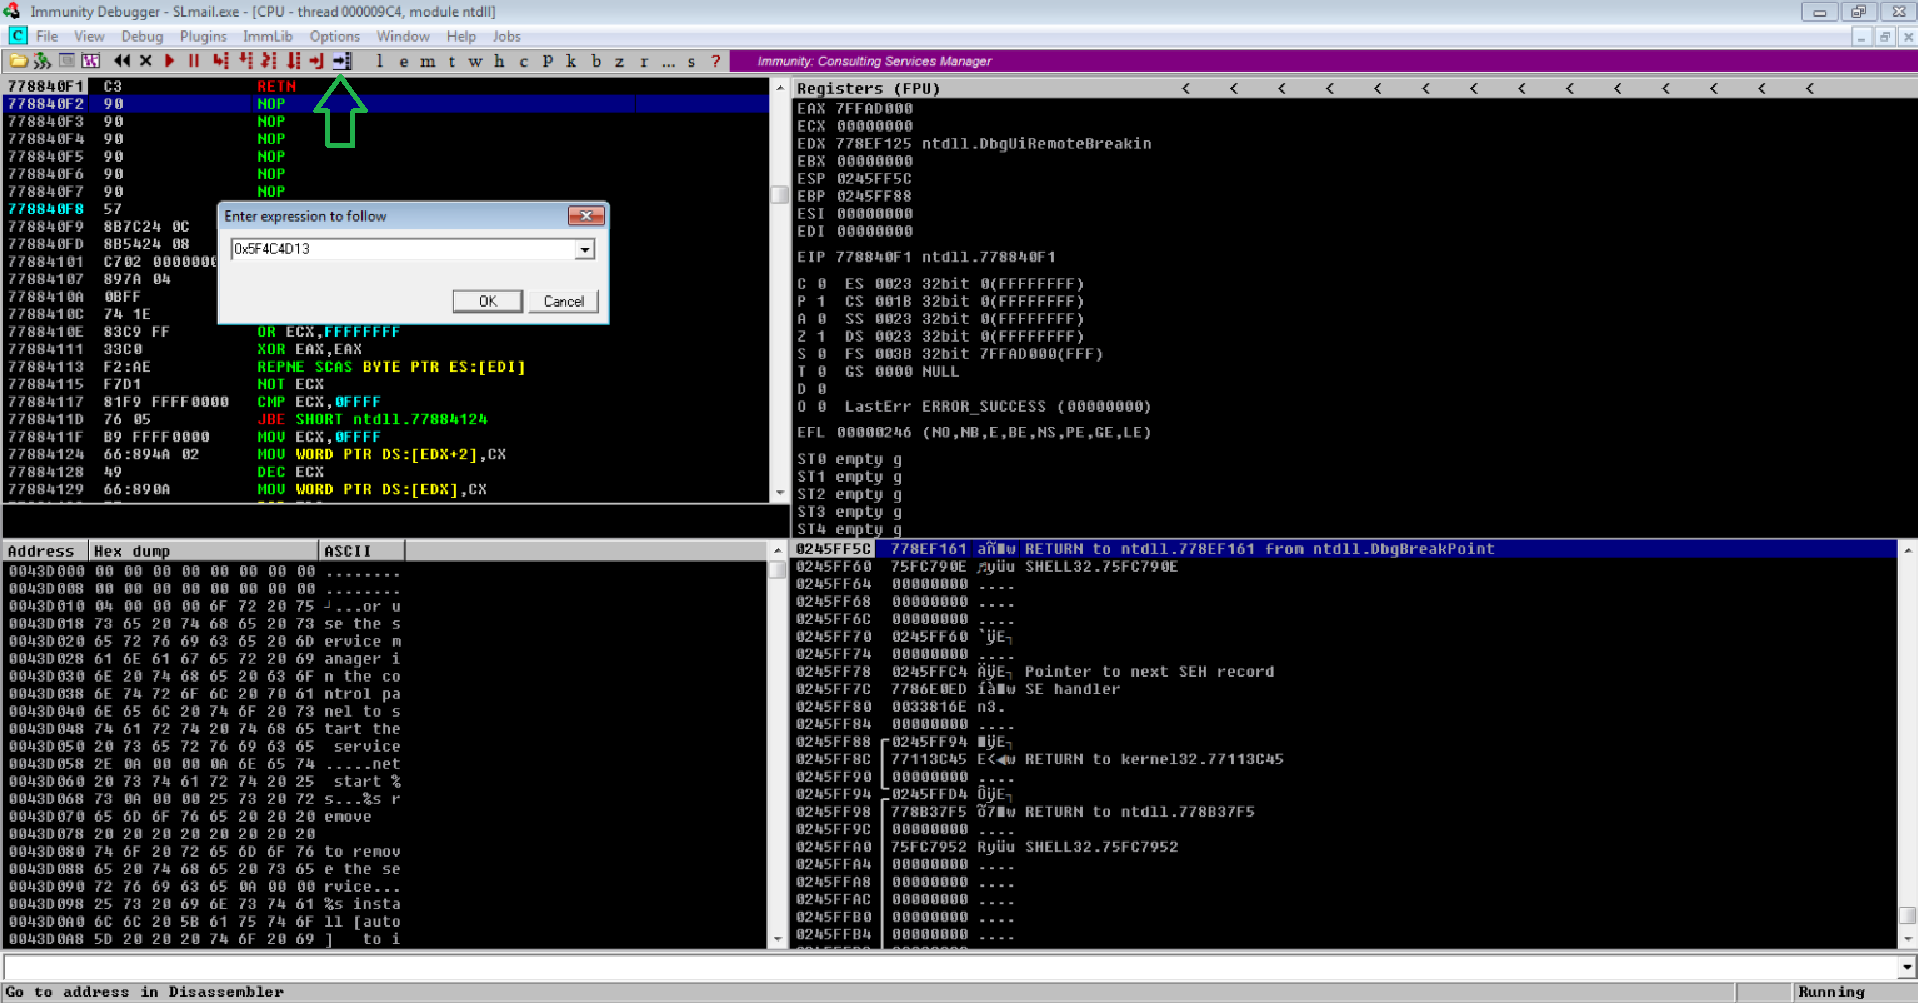 Immunity Debugger - SLmail.exe - [CPU - thread 000009C4, module ntdll]
C File View Debug Plugins ImmLib Options Window Help Jobs
l e m t w h c P k b z r ... s ? Immunity: Consulting Services Manager
778840F1 C3 RETN
778840F2 90 NOP
778840F3 90 NOP
778840F4 90 NOP
778840F5 90 NOP
778840F6 90 NOP
778840F7 90 NOP
778840F8 57
778840F9 8B7C24 0C
778840FD 8B5424 08
77884101 C702 0000000
77884107 897A 04
7788410A 0BFF
7788410C 74 1E
7788410E 83C9 FF OR ECX,FFFFFFFF
77884111 33C0 XOR EAX,EAX
77884113 F2:AE REPNE SCAS BYTE PTR ES:[EDI]
77884115 F7D1 NOT ECX
77884117 81F9 FFFF0000 CMP ECX,0FFFF
7788411D 76 05 JBE SHORT ntdll.77884124
7788411F B9 FFFF0000 MOV ECX,0FFFF
77884124 66:894A 02 MOV WORD PTR DS:[EDX+2],CX
77884128 49 DEC ECX
77884129 66:890A MOV WORD PTR DS:[EDX],CX
Enter expression to follow
0x5F4C4D13
OK Cancel
Registers (FPU) < < < < < < < < < < < < < <
EAX 7FFAD000
ECX 00000000
EDX 778EF125 ntdll.DbgUiRemoteBreakin
EBX 00000000
ESP 0245FF5C
EBP 0245FF88
ESI 00000000
EDI 00000000
EIP 778840F1 ntdll.778840F1
C 0 ES 0023 32bit 0(FFFFFFFF)
P 1 CS 001B 32bit 0(FFFFFFFF)
A 0 SS 0023 32bit 0(FFFFFFFF)
Z 1 DS 0023 32bit 0(FFFFFFFF)
S 0 FS 003B 32bit 7FFAD000(FFF)
T 0 GS 0000 NULL
D 0
O 0 LastErr ERROR_SUCCESS (00000000)
EFL 00000246 (NO,NB,E,BE,NS,PE,GE,LE)
ST0 empty g
ST1 empty g
ST2 empty g
ST3 empty g
ST4 empty g
Address Hex dump ASCII
0043D000 00 00 00 00 00 00 00 00 ........
0043D008 00 00 00 00 00 00 00 00 ........
0043D010 04 00 00 00 6F 72 20 75 ...or u
0043D018 73 65 20 74 68 65 20 73 se the s
0043D020 65 72 76 69 63 65 20 6D ervice m
0043D028 61 6E 61 67 65 72 20 69 anager i
0043D030 6E 20 74 68 65 20 63 6F n the co
0043D038 6E 74 72 6F 6C 20 70 61 ntrol pa
0043D040 6E 65 6C 20 74 6F 20 73 nel to s
0043D048 74 61 72 74 20 74 68 65 tart the
0043D050 20 73 65 72 76 69 63 65 service
0043D058 2E 0A 00 00 0A 6E 65 74 .....net
0043D060 20 73 74 61 72 74 20 25 start %
0043D068 73 0A 00 00 25 73 20 72 s...%s r
0043D070 65 6D 6F 76 65 20 20 20 emove
0043D078 20 20 20 20 20 20 20 20
0043D080 74 6F 20 72 65 6D 6F 76 to remov
0043D088 65 20 74 68 65 20 73 65 e the se
0043D090 72 76 69 63 65 0A 00 00 rvice...
0043D098 25 73 20 69 6E 73 74 61 %s insta
0043D0A0 6C 6C 20 5B 61 75 74 6F ll [auto
0043D0A8 5D 20 20 20 74 6F 20 69 ] to i
0245FF5C 778EF161 añ█w RETURN to ntdll.778EF161 from ntdll.DbgBreakPoint
0245FF60 75FC790E ♬yüu SHELL32.75FC790E
0245FF64 00000000 ....
0245FF68 00000000 ....
0245FF6C 00000000 ....
0245FF70 0245FF60 `ÿE┐
0245FF74 00000000 ....
0245FF78 0245FFC4 ÄÿE┐ Pointer to next SEH record
0245FF7C 7786E0ED íà█w SE handler
0245FF80 0033816E n3.
0245FF84 00000000 ....
0245FF88 0245FF94 █ÿE┐
0245FF8C 77113C45 E<◄w RETURN to kernel32.77113C45
0245FF90 00000000 ....
0245FF94 0245FFD4 ÔÿE┐
0245FF98 778B37F5 õ7█w RETURN to ntdll.778B37F5
0245FF9C 00000000 ....
0245FFA0 75FC7952 Ryüu SHELL32.75FC7952
0245FFA4 00000000 ....
0245FFA8 00000000 ....
0245FFAC 00000000 ....
0245FFB0 00000000 ....
0245FFB4 00000000 ....
Go to address in Disassembler Running